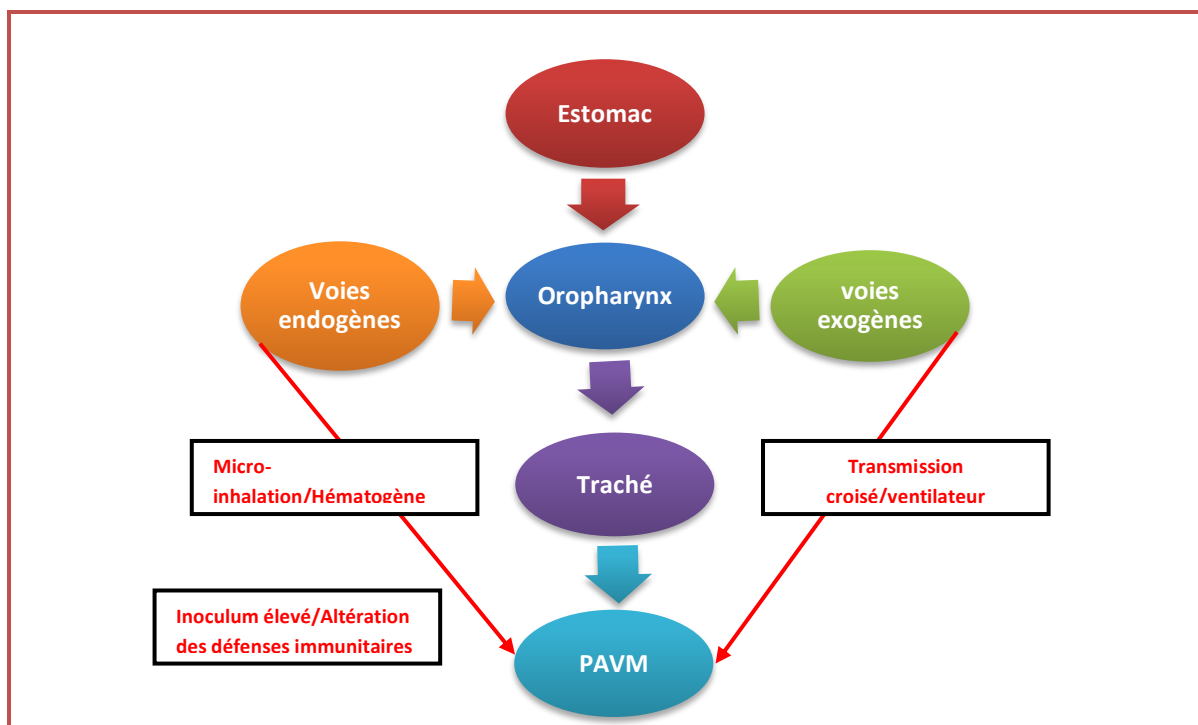 Estomac
Voies
endogènes
Oropharynx
voies
exogènes
Micro-
inhalation/Hématogène
Traché
Transmission
croisé/ventilateur
Inoculum élevé/Altération
des défenses immunitaires
PAVM